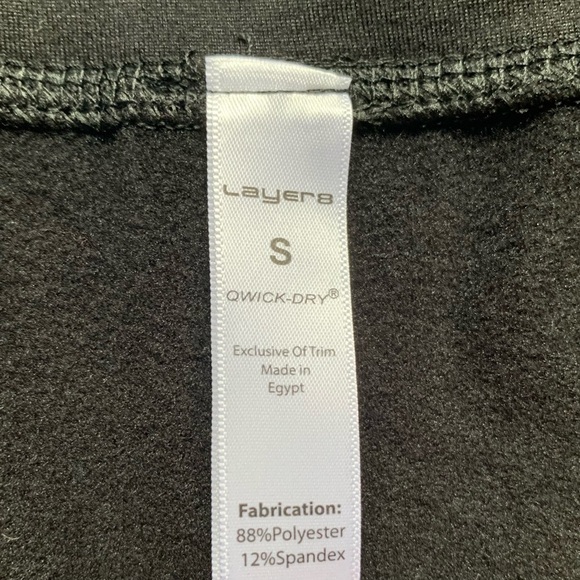 Layer8
S
QWICK-DRY®
Exclusive Of Trim
Made in
Egypt
Fabrication:
88%Polyester
12%Spandex